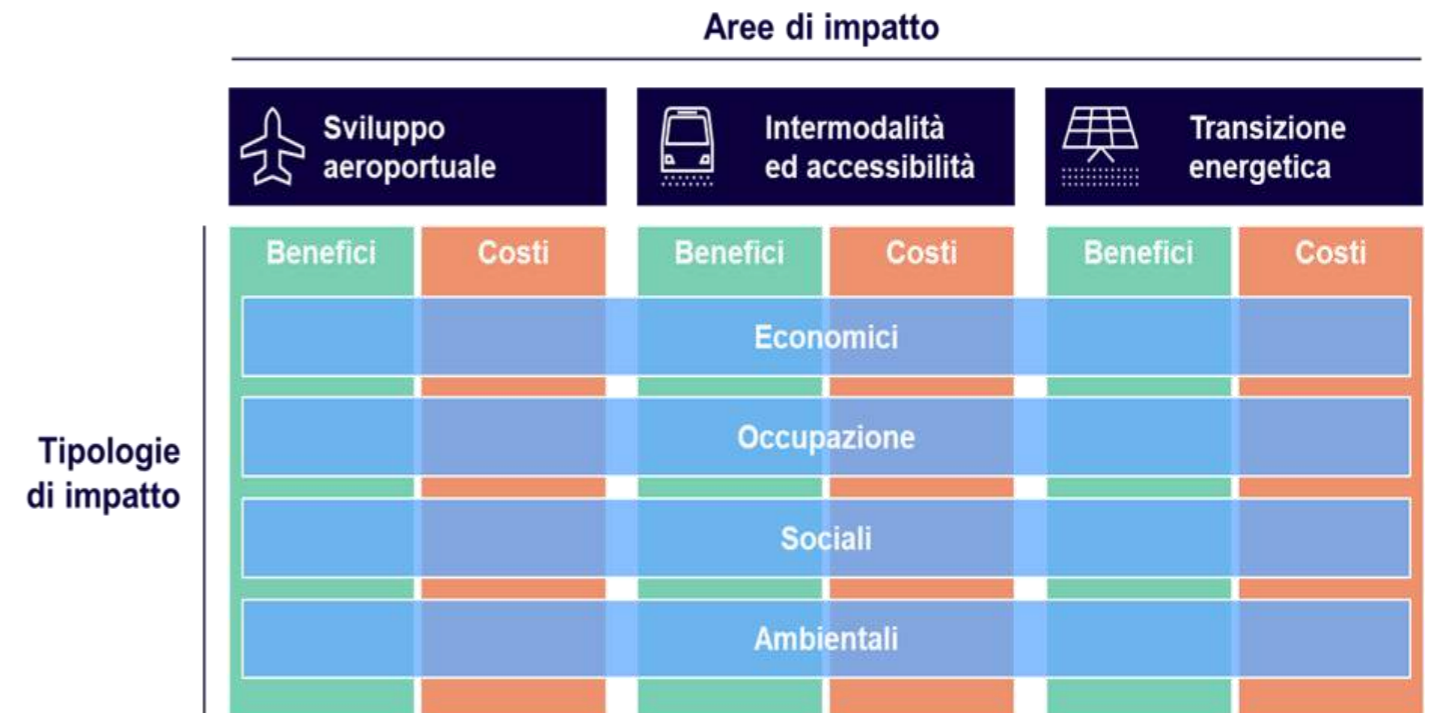 Aree di impatto
Sviluppo
aeroportuale
Intermodalità
ed accessibilità
Transizione
energetica
Benefici
Costi
Benefici
Costi
Benefici
Costi
Tipologie
di impatto
Economici
Occupazione
Sociali
Ambientali